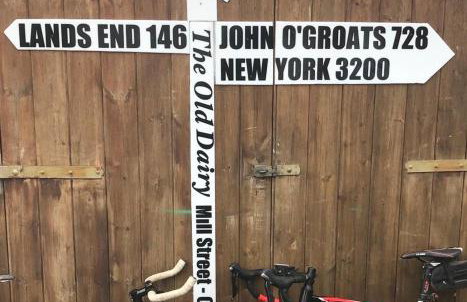 LANDS END 146
JOHN O'GROATS 728
NEW YORK 3200
The Old Dairy Mill Street -